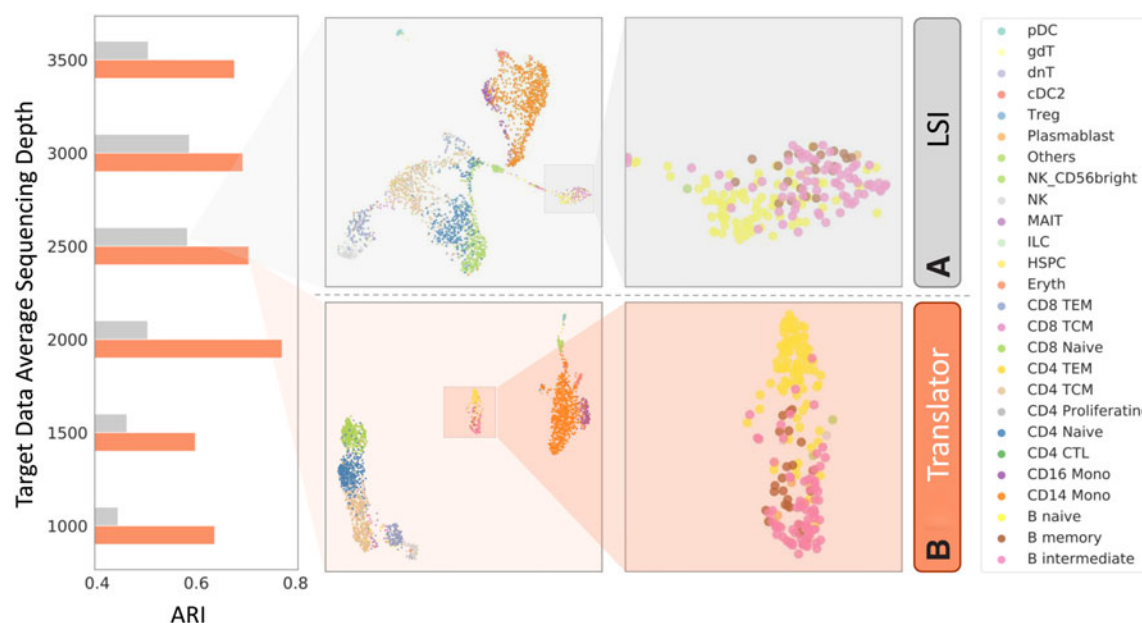 Target Data Average Sequencing Depth
3500
3000
2500
2000
1500
1000
0.4
0.6
0.8
ARI
A
LSI
B
Translator
pDC
gdT
dnT
cDC2
Treg
Plasmablast
Others
NK_CD56bright
NK
MAIT
ILC
HSPC
Eryth
CD8 TEM
CD8 TCM
CD8 Naive
CD4 TEM
CD4 TCM
CD4 Proliferating
CD4 Naive
CD4 CTL
CD16 Mono
CD14 Mono
B naive
B memory
B intermediate